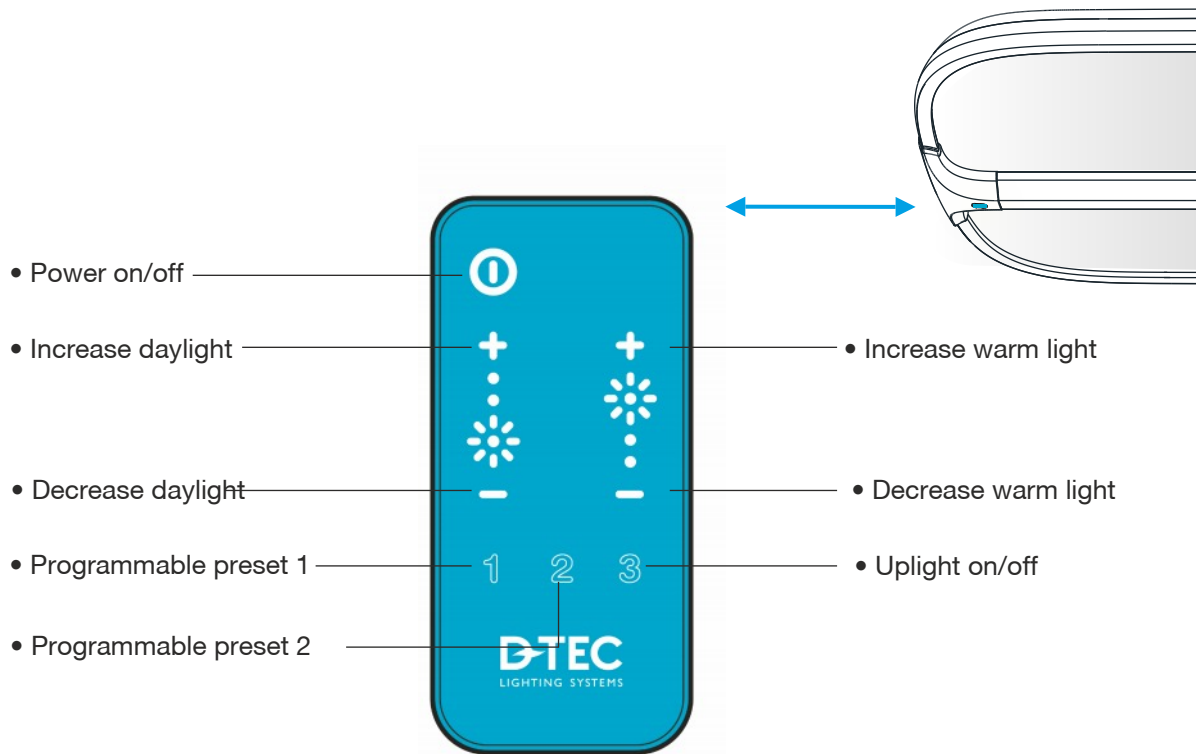 • Power on/off
• Increase daylight
• Increase warm light
• Decrease daylight
• Decrease warm light
• Programmable preset 1
1 2 3
• Uplight on/off
• Programmable preset 2
D-TEC
LIGHTING SYSTEMS